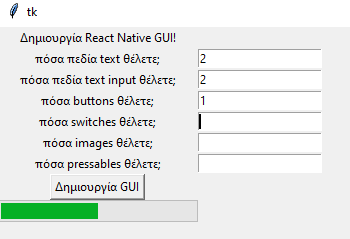 tk
Δημιουργία React Native GUI!
πόσα πεδία text θέλετε; 2
πόσα πεδία text input θέλετε; 2
πόσα buttons θέλετε; 1
πόσα switches θέλετε;
πόσα images θέλετε;
πόσα pressables θέλετε;
Δημιουργία GUI